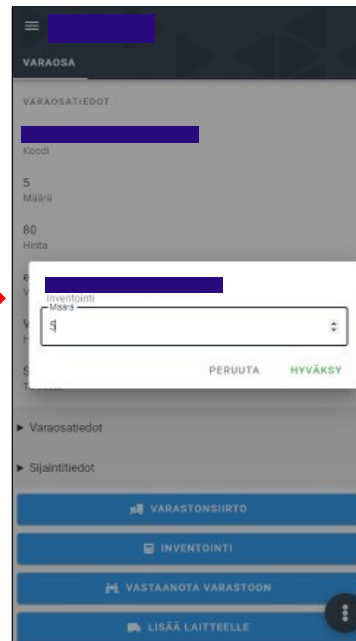 VARAOSA
VARAOSATIEDOT
Koodi
5
Määrä
80
Hinta
Inventointi
Määrä
5
PERUUTA
HYVÄKSY
Varaosatiedot
Sijaintitiedot
VARASTONSIIRTO
INVENTOINTI
VASTAANOTA VARASTOON
LISÄÄ LAITTEELLE